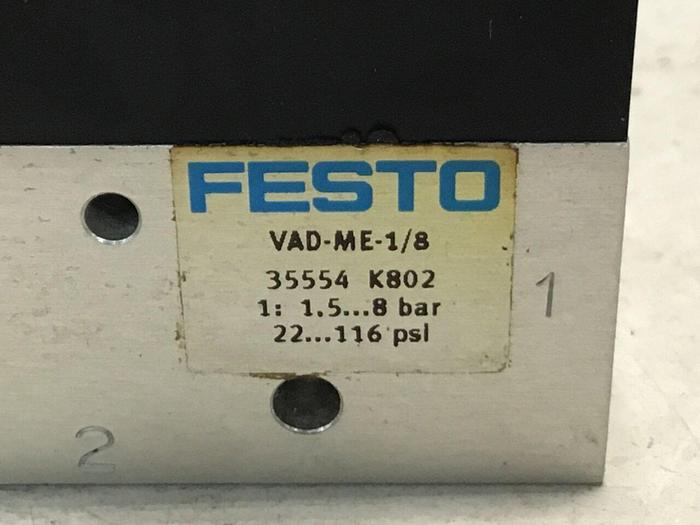 FESTO
VAD-ME-1/8
35554 K802
1: 1.5...8 bar
22...116 psi
1
2